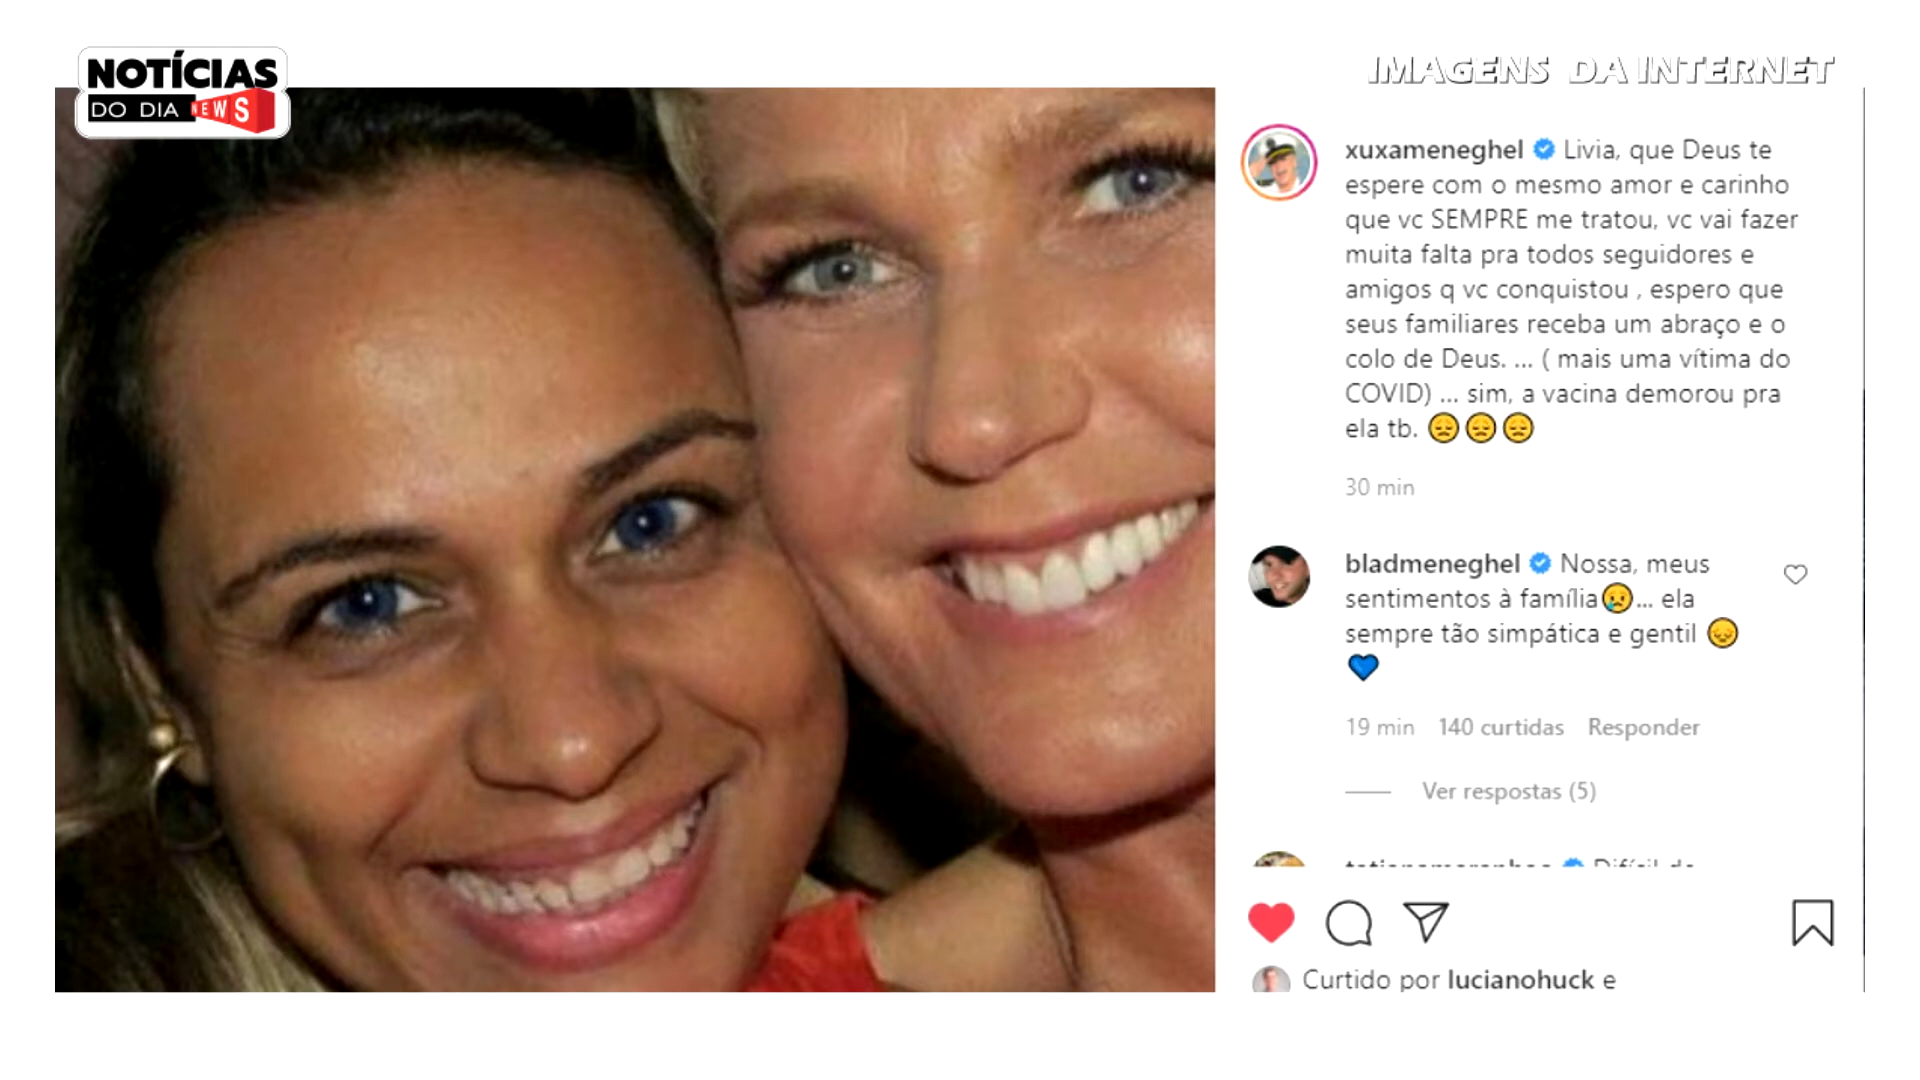 NOTÍCIAS
DO DIA NEWS
IMAGENS DA INTERNET
xuxameneghel Livia, que Deus te
espere com o mesmo amor e carinho
que vc SEMPRE me tratou, vc vai fazer
muita falta pra todos seguidores e
amigos q vc conquistou , espero que
seus familiares receba um abraço e o
colo de Deus. ... ( mais uma vítima do
COVID) ... sim, a vacina demorou pra
ela tb. 😞😞😞
30 min
bladmeneghel Nossa, meus
sentimentos à família😢... ela
sempre tão simpática e gentil 😞
💙
19 min 140 curtidas Responder
Ver respostas (5)
Curtido por lucianohuck e